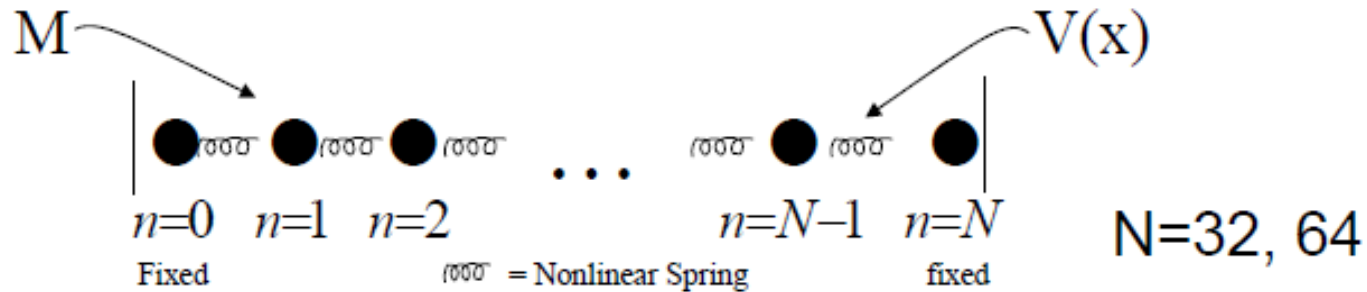 M V(x)
...
n=0 n=1 n=2 n=N–1 n=N N=32, 64
Fixed = Nonlinear Spring fixed